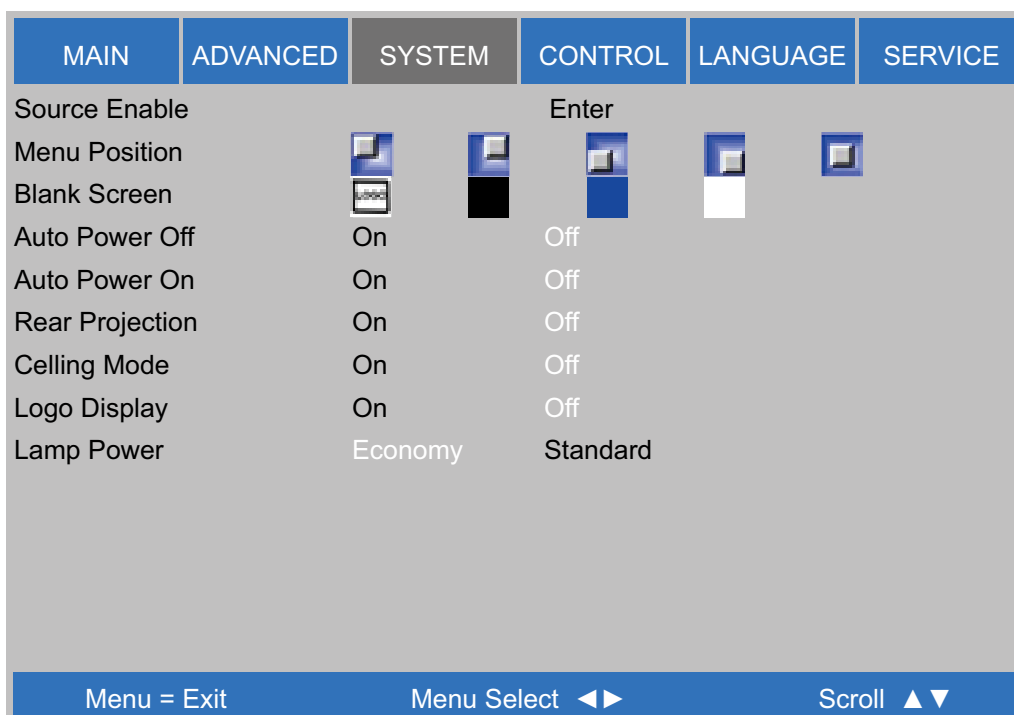 MAIN ADVANCED SYSTEM CONTROL LANGUAGE SERVICE
Source Enable Enter
Menu Position
Blank Screen
Auto Power Off On Off
Auto Power On On Off
Rear Projection On Off
Celling Mode On Off
Logo Display On Off
Lamp Power Economy Standard
Menu = Exit Menu Select ◄► Scroll ▲▼